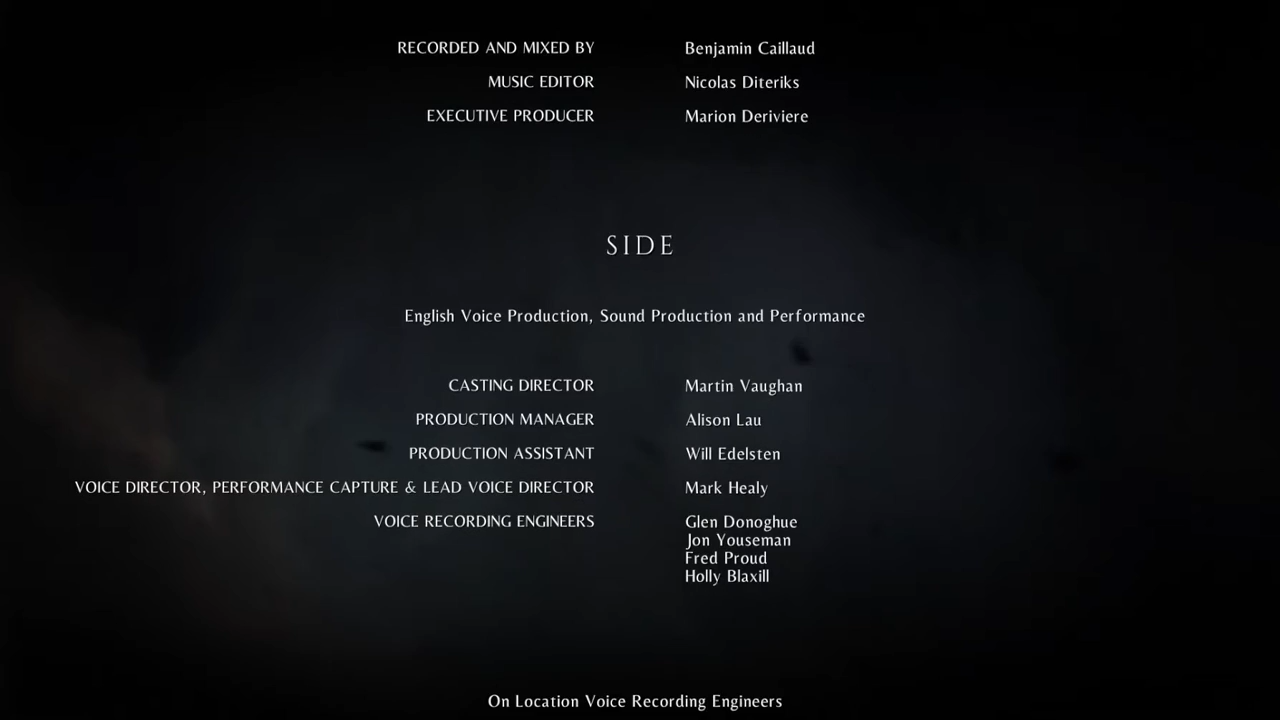 RECORDED AND MIXED BY Benjamin Caillaud
MUSIC EDITOR Nicolas Diteriks
EXECUTIVE PRODUCER Marion Deriviere
SIDE
English Voice Production, Sound Production and Performance
CASTING DIRECTOR Martin Vaughan
PRODUCTION MANAGER Alison Lau
PRODUCTION ASSISTANT Will Edelsten
VOICE DIRECTOR, PERFORMANCE CAPTURE & LEAD VOICE DIRECTOR Mark Healy
VOICE RECORDING ENGINEERS Glen Donoghue
Jon Youseman
Fred Proud
Holly Blaxill
On Location Voice Recording Engineers